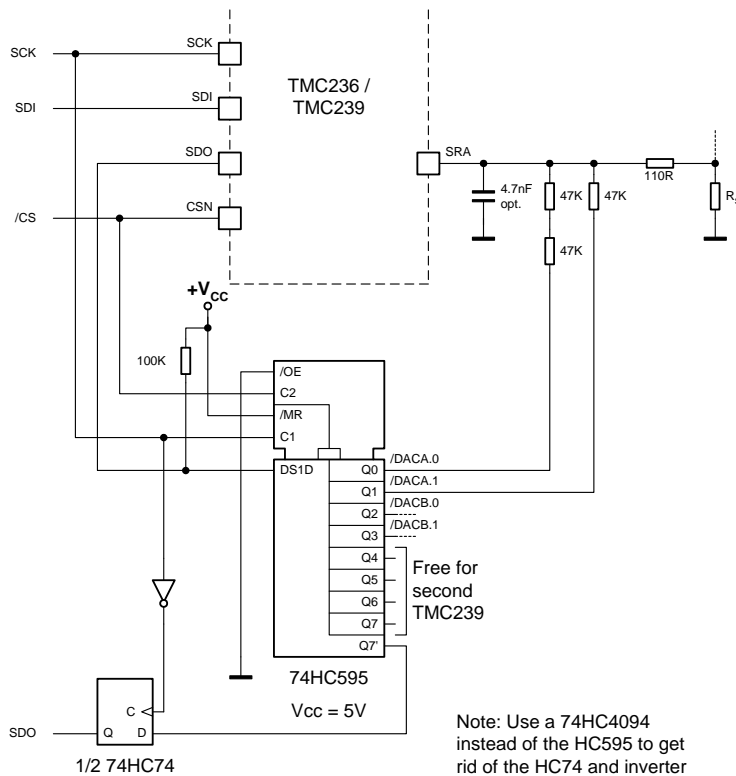 SCK
SCK
TMC236 /
TMC239
SDI
SDI
SDO
SRA
110R
4.7nF
opt.
47K
47K
R
/CS
CSN
47K
+VCC
100K
/OE
C2
/MR
C1
DS1D
Q0
/DACA.0
Q1
/DACA.1
Q2
/DACB.0
Q3
/DACB.1
Q4
Q5
Q6
Q7
Q7'
Free for
second
TMC239
74HC595
Vcc = 5V
C
SDO
Q
D
1/2 74HC74
Note: Use a 74HC4094
instead of the HC595 to get
rid of the HC74 and inverter